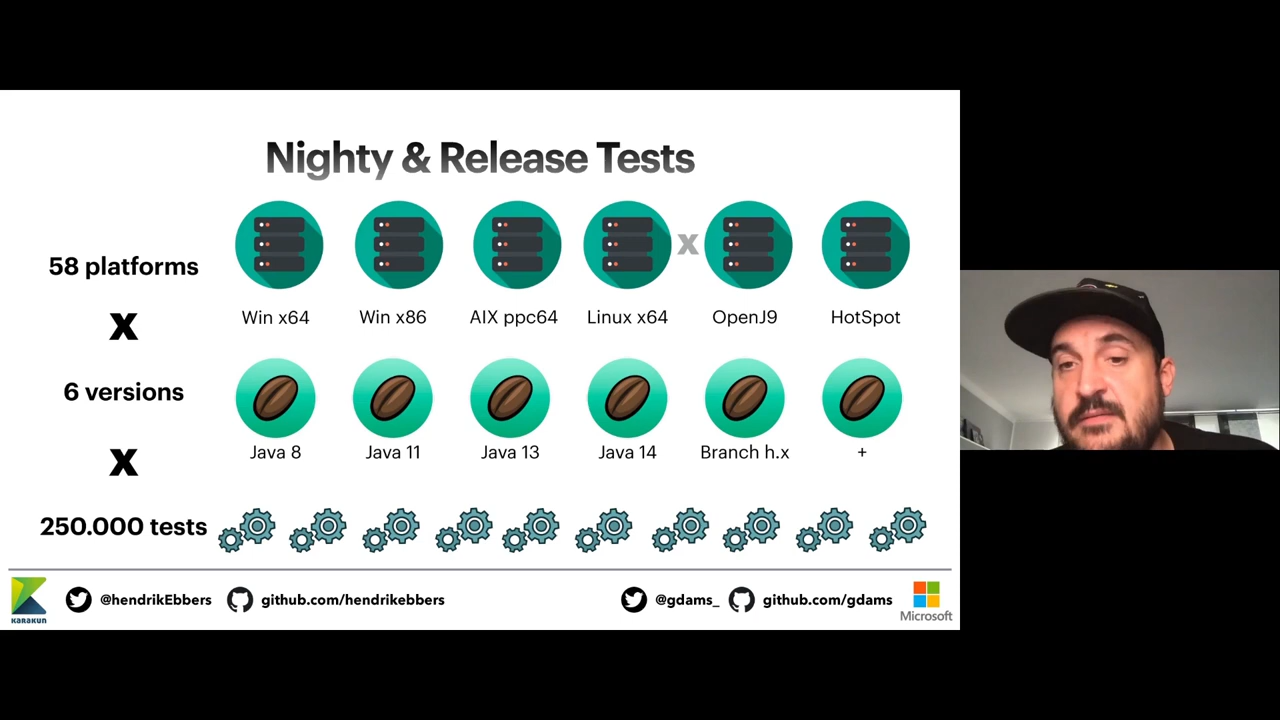 Nighty & Release Tests
58 platforms
x
Win x64 Win x86 AIX ppc64 Linux x64 OpenJ9 HotSpot
x
6 versions
Java 8 Java 11 Java 13 Java 14 Branch h.x +
x
250.000 tests
@hendrikEbbers github.com/hendrikebbers @gdams_ github.com/gdams
KARAKUN Microsoft